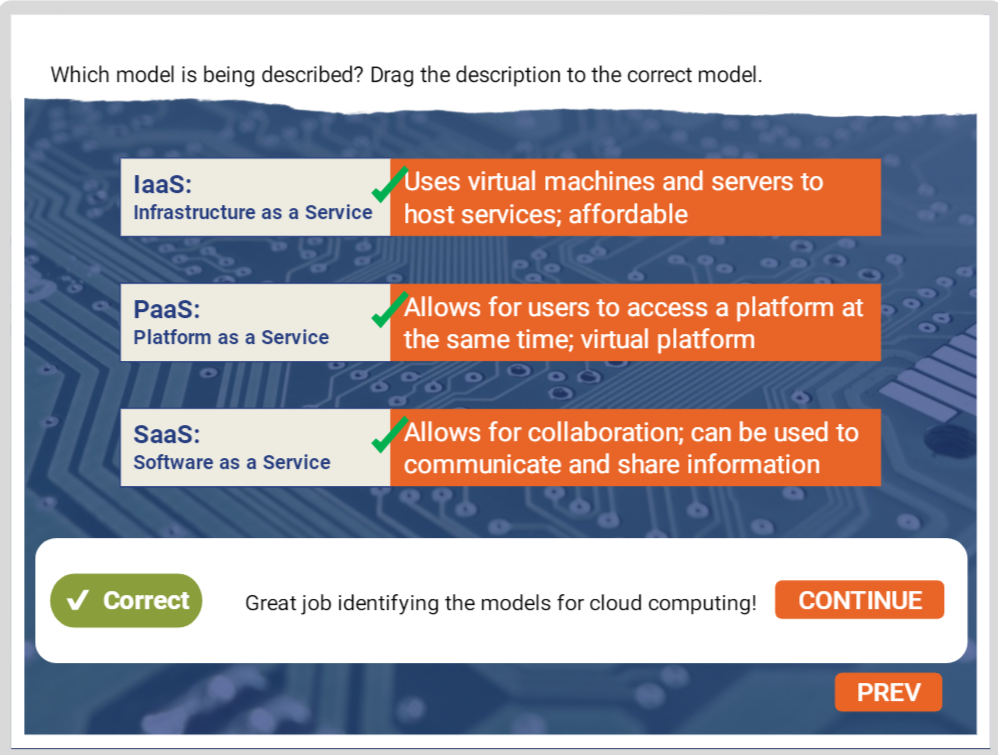 Which model is being described? Drag the description to the correct model.
IaaS:
Infrastructure as a Service
Uses virtual machines and servers to
host services; affordable
PaaS:
Platform as a Service
Allows for users to access a platform at
the same time; virtual platform
SaaS:
Software as a Service
Allows for collaboration; can be used to
communicate and share information
Correct
Great job identifying the models for cloud computing!
CONTINUE
PREV